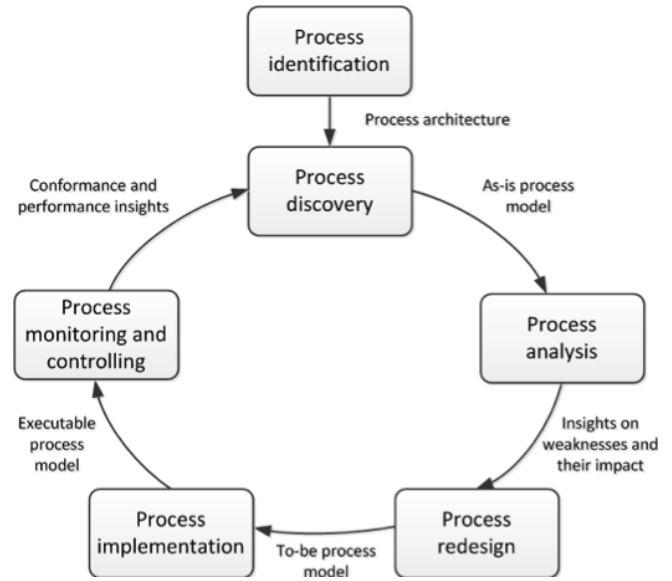 Process
identification
Process architecture
Process
discovery
As-is process
model
Process
analysis
Insights on
weaknesses and
their impact
Process
redesign
To-be process
model
Process
implementation
Executable
process
model
Process
monitoring and
controlling
Conformance and
performance insights